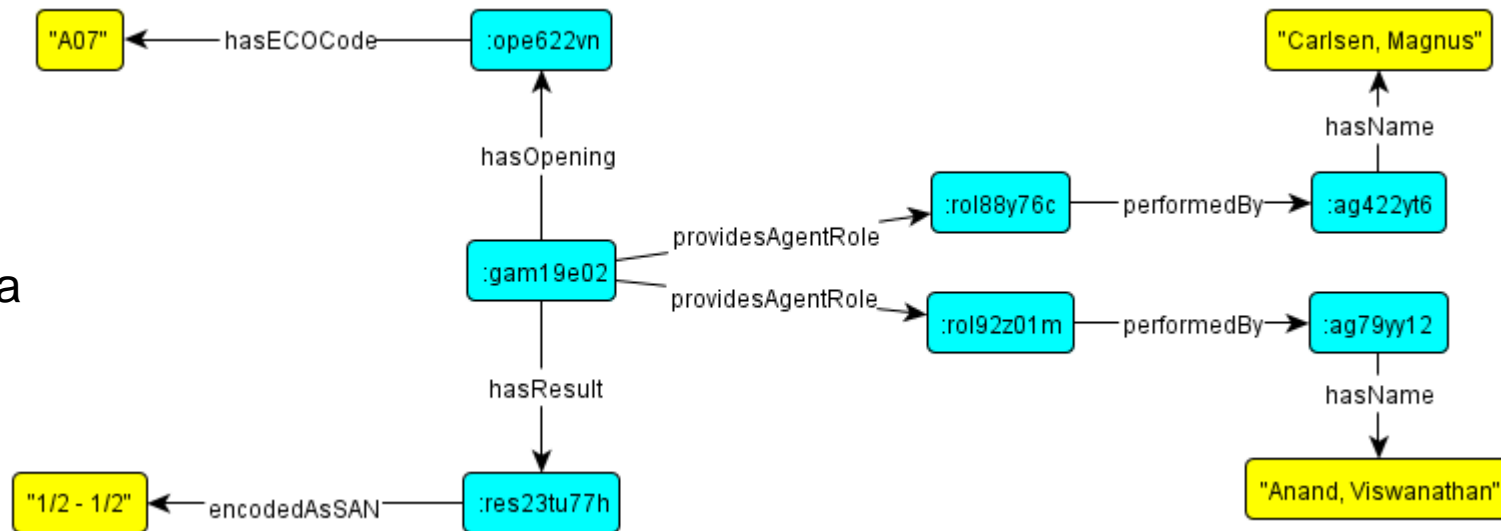 "A07"
hasECOCode
:ope622vn
"Carlsen, Magnus"
hasName
hasOpening
:rol88y76c
performedBy
:ag422yt6
providesAgentRole
:gam19e02
a
providesAgentRole
:rol92z01m
performedBy
:ag79yy12
hasResult
hasName
"1/2 - 1/2"
encodedAsSAN
:res23tu77h
"Anand, Viswanathan"